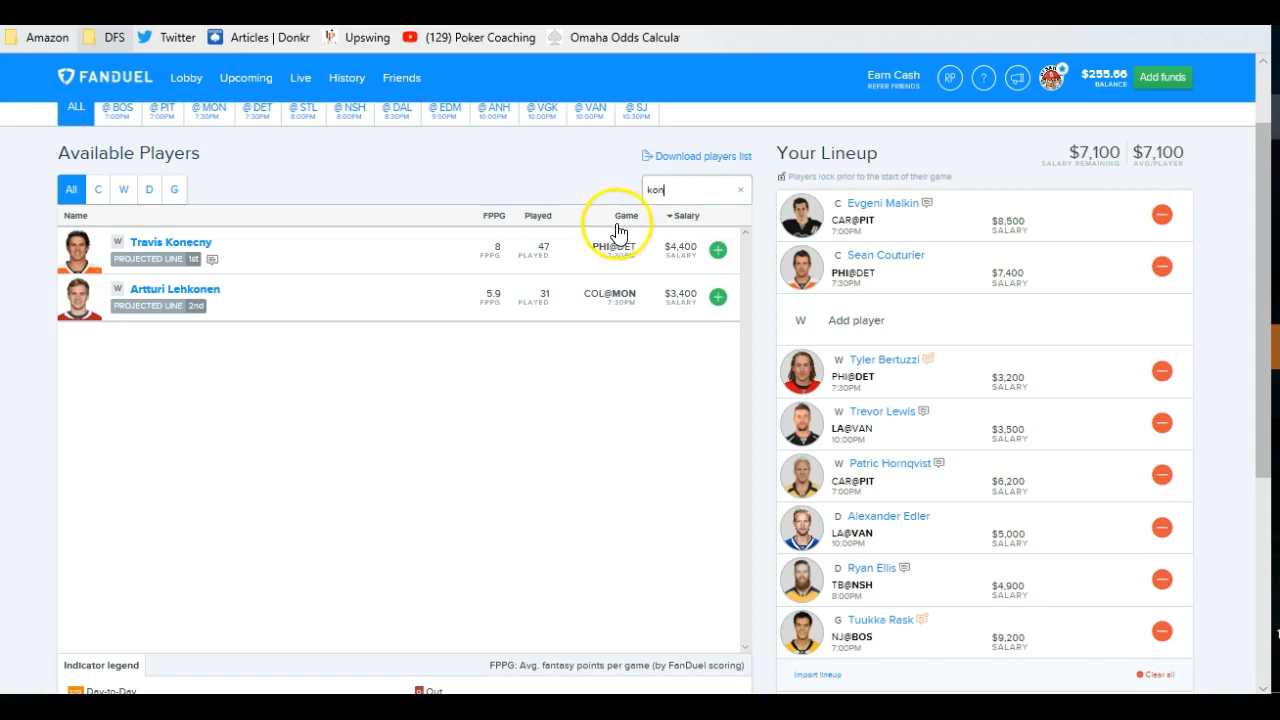 Amazon DFS Twitter Articles | Donkr Upswing (129) Poker Coaching Omaha Odds Calcula
FANDUEL Lobby Upcoming Live History Friends Earn Cash REFER FRIENDS RP ? $255.66 BALANCE Add funds
ALL @ BOS @ PIT @ MON @ DET @ STL @ NSH @ DAL @ EDM @ ANH @ VGK @ VAN @ SJ
7:00PM 7:00PM 7:30PM 7:30PM 8:00PM 8:00PM 8:30PM 9:00PM 10:00PM 10:00PM 10:00PM 10:30PM
Available Players
Download players list
All C W D G
kon
Name FPPG Played Game Salary
W Travis Konecny
PROJECTED LINE 1st
8 FPPG
47 PLAYED
PHI@DET
7:30PM
$4,400 SALARY
W Artturi Lehkonen
PROJECTED LINE 2nd
5.9 FPPG
31 PLAYED
COL@MON
7:30PM
$3,400 SALARY
Indicator legend
FPPG: Avg. fantasy points per game (by FanDuel scoring)
Day-to-Day
O Out
Your Lineup
$7,100 SALARY REMAINING
$7,100 AVG/PLAYER
Players lock prior to the start of their game
C Evgeni Malkin
CAR@PIT
7:00PM
$8,500
SALARY
C Sean Couturier
PHI@DET
7:30PM
$7,400
SALARY
W Add player
W Tyler Bertuzzi
PHI@DET
7:30PM
$3,200
SALARY
W Trevor Lewis
LA@VAN
10:00PM
$3,500
SALARY
W Patric Hornqvist
CAR@PIT
7:00PM
$6,200
SALARY
D Alexander Edler
LA@VAN
10:00PM
$5,000
SALARY
D Ryan Ellis
TB@NSH
8:00PM
$4,900
SALARY
G Tuukka Rask
NJ@BOS
7:00PM
$9,200
SALARY
Import lineup
Clear all